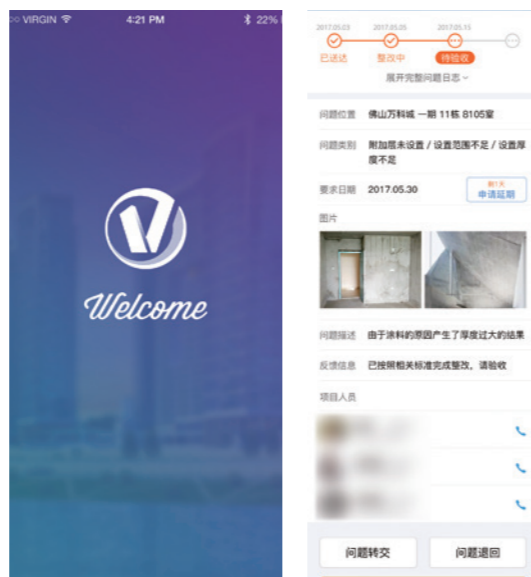 VIRGIN
4:21 PM
22%
Welcome
2017.05.03
2017.05.05
2017.05.15
已送达
整改中
待验收
展开完整问题日志
问题位置
佛山万科城 一期 11栋 8105室
问题类别
附加层未设置 / 设置范围不足 / 设置厚
度不足
要求日期
2017.05.30
剩1天
申请延期
图片
问题描述
由于涂料的原因产生了厚度过大的结果
反馈信息
已按照相关标准完成整改，请验收
项目人员
问题转交
问题退回